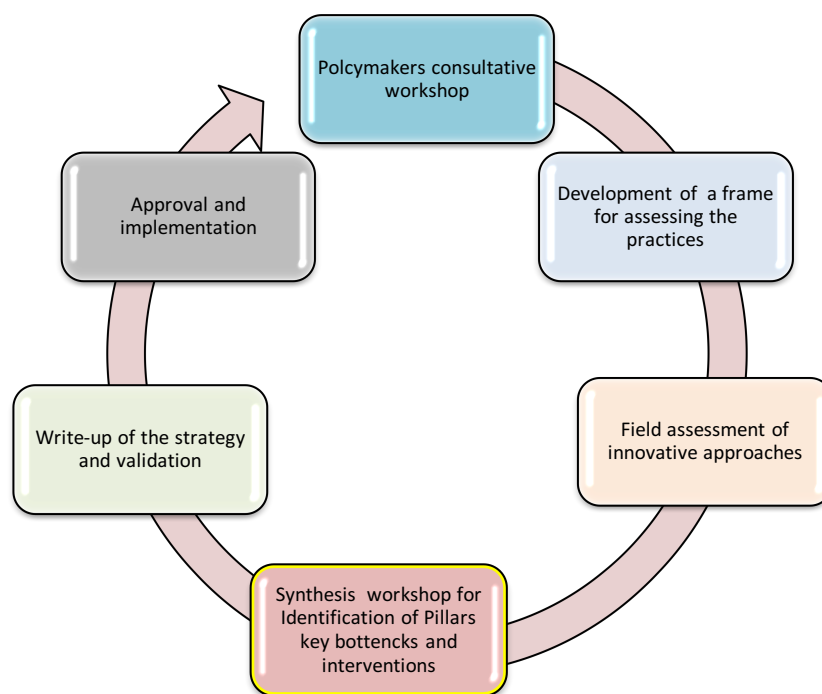 Polcymakers consultative
workshop
Development of a frame
for assessing the
practices
Field assessment of
innovative approaches
Synthesis workshop for
Identification of Pillars
key bottencks and
interventions
Write-up of the strategy
and validation
Approval and
implementation